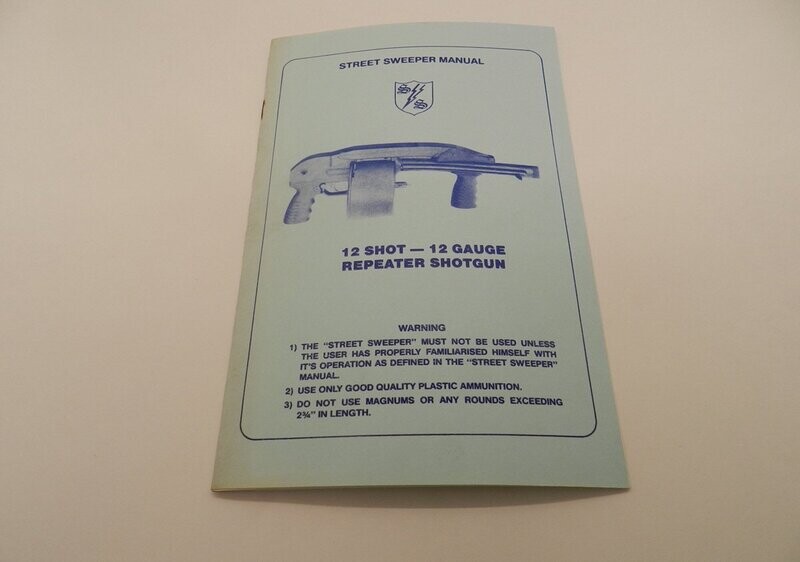 STREET SWEEPER MANUAL
S
S
12 SHOT — 12 GAUGE
REPEATER SHOTGUN
WARNING
1) THE "STREET SWEEPER" MUST NOT BE USED UNLESS
THE USER HAS PROPERLY FAMILIARISED HIMSELF WITH
IT'S OPERATION AS DEFINED IN THE "STREET SWEEPER"
MANUAL.
2) USE ONLY GOOD QUALITY PLASTIC AMMUNITION.
3) DO NOT USE MAGNUMS OR ANY ROUNDS EXCEEDING
2¾" IN LENGTH.